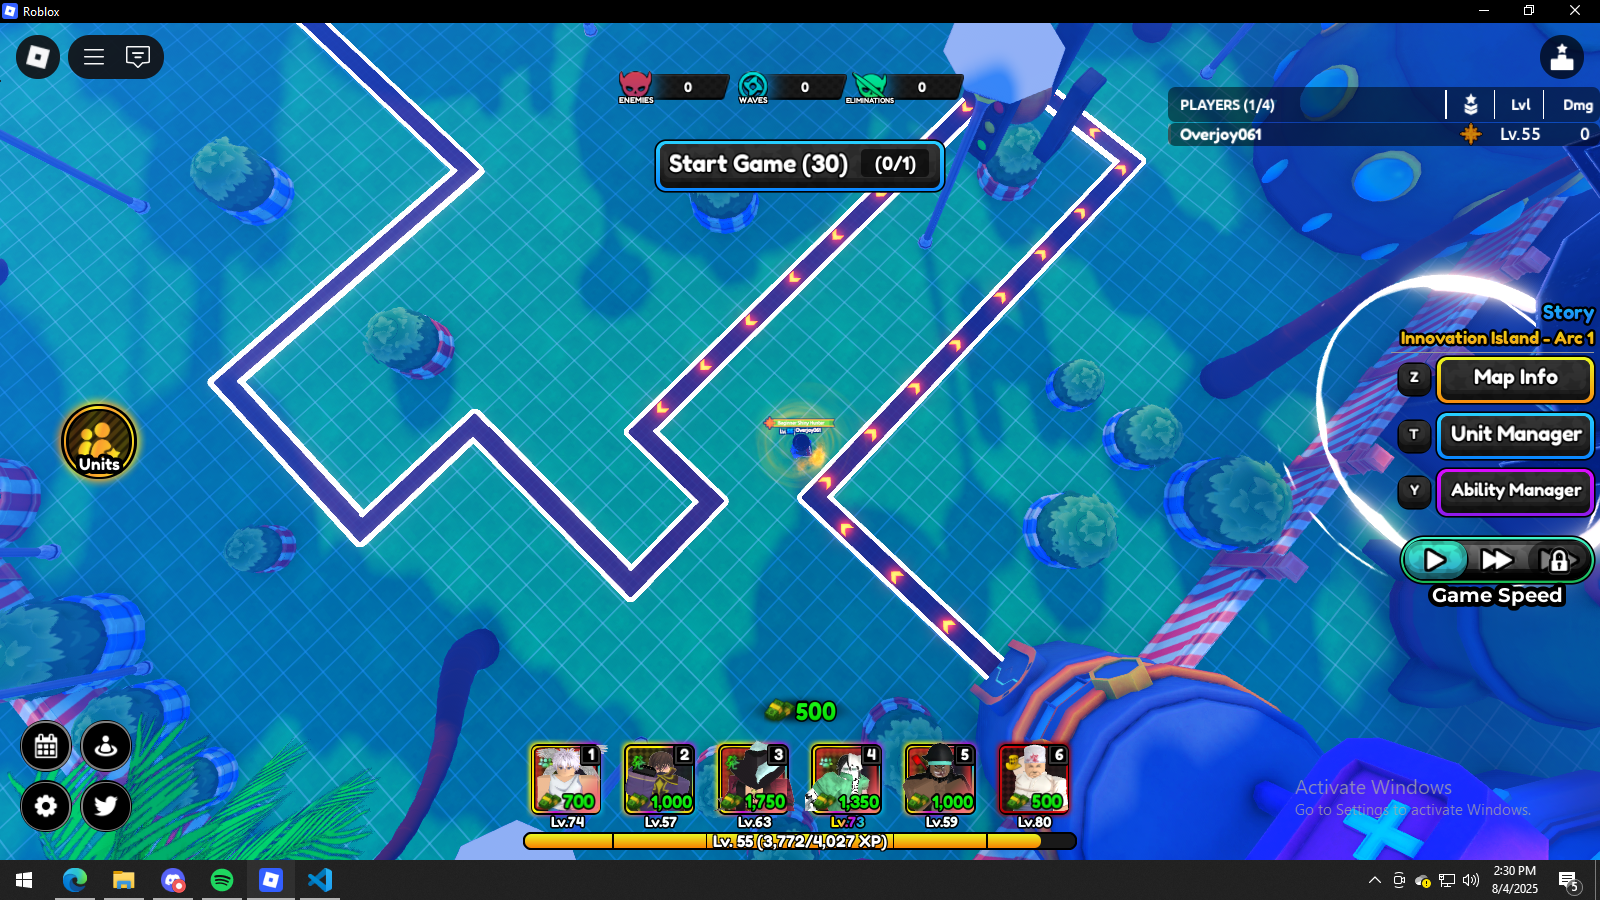 Roblox
0
0
0
ENEMIES
WAVES
ELIMINATIONS
PLAYERS (1/4)
Lvl
Dmg
Overjoy061
Lv.55
0
Start Game (30)
(0/1)
Story
Innovation Island - Arc 1
Z
Map Info
T
Unit Manager
Y
Ability Manager
Game Speed
Units
Overjoy061
500
1
2
3
4
5
6
700
1,000
1,750
1,350
1,000
500
Lv.74
Lv.57
Lv.63
Lv.73
Lv.59
Lv.80
Lv. 55 (3,772/4,027 XP)
Activate Windows
Go to Settings to activate Windows.
2:30 PM
8/4/2025
5